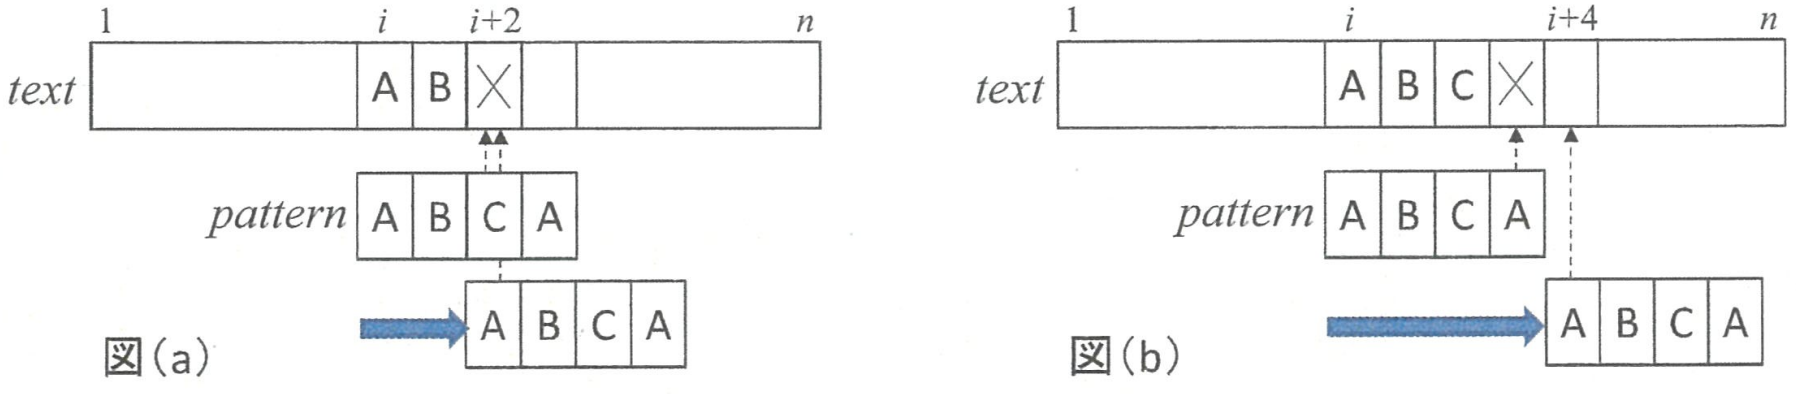 1 i i+2 n
text A B X
pattern A B C A
A B C A
図(a)
1 i i+4 n
text A B C X
pattern A B C A
A B C A
図(b)